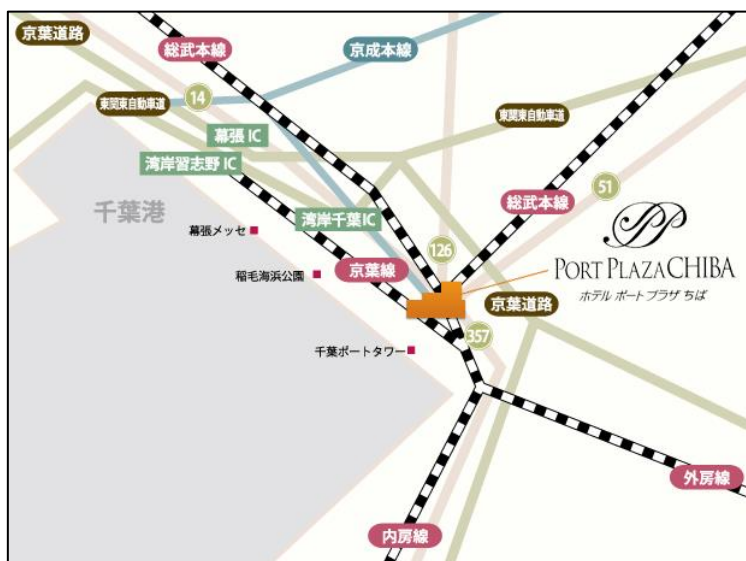 京葉道路
総武本線
京成本線
東関東自動車道
14
東関東自動車道
幕張 IC
湾岸習志野 IC
総武本線
51
千葉港
幕張メッセ
湾岸千葉IC
126
PORT PLAZA CHIBA
ホテル ポート プラザ ちば
稲毛海浜公園
京葉線
京葉道路
357
千葉ポートタワー
外房線
内房線